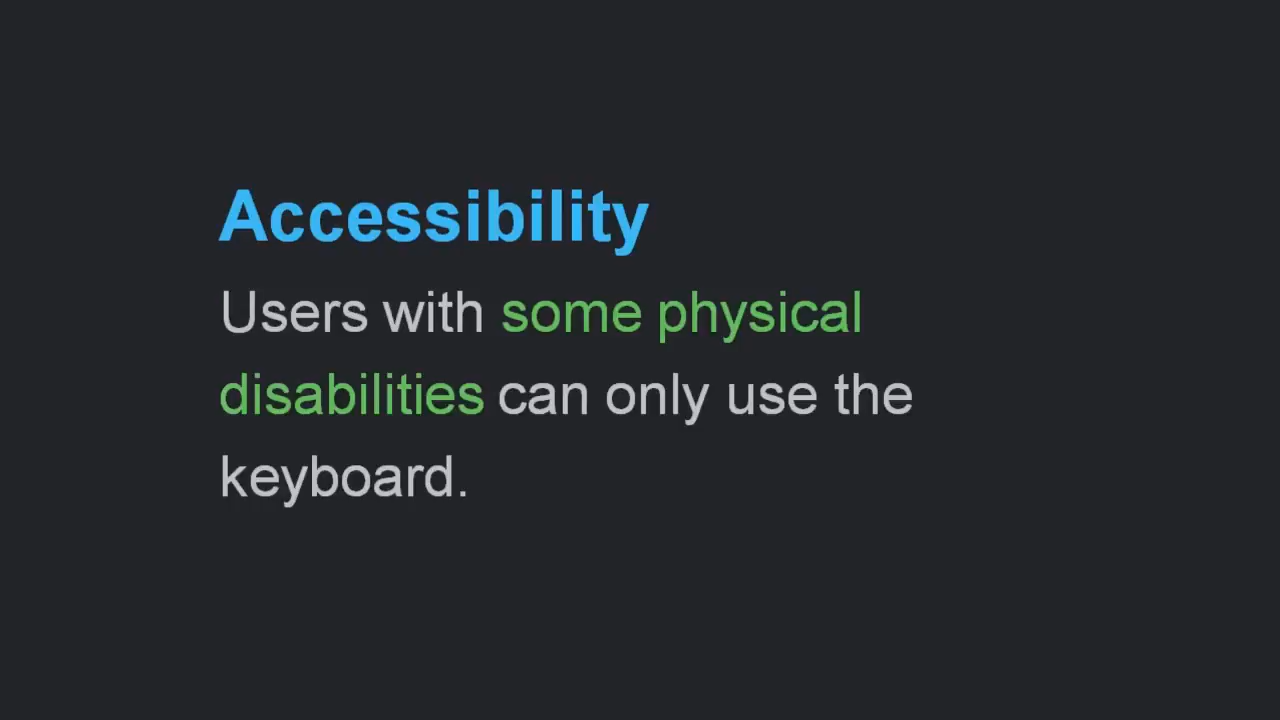 Accessibility
Users with some physical
disabilities can only use the
keyboard.